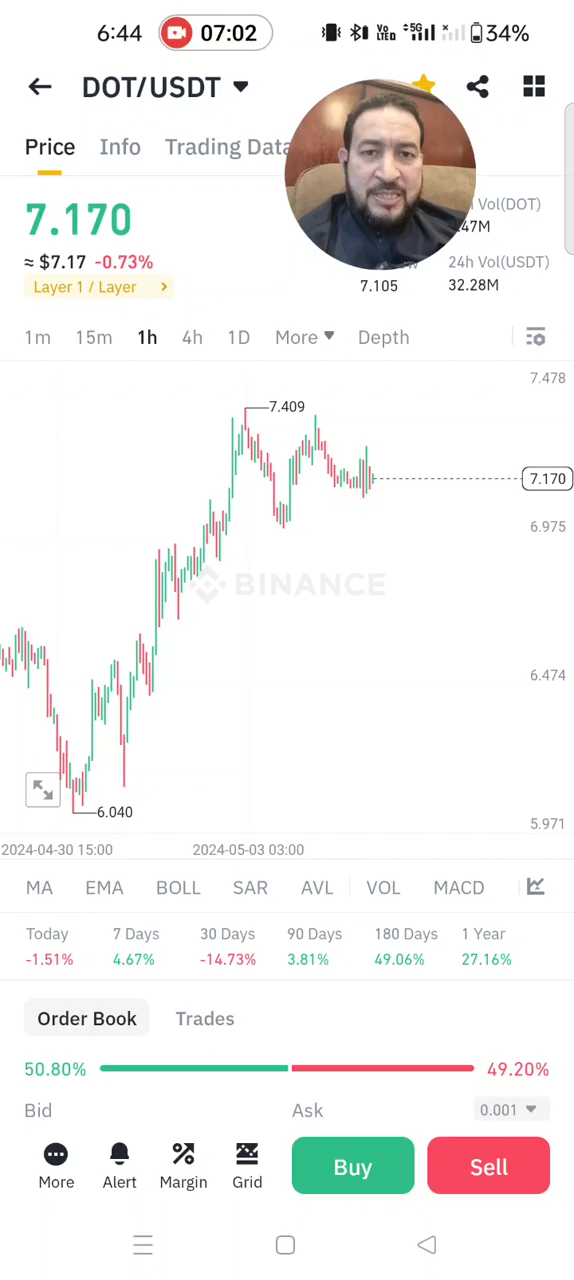 6:44 07:02 Vo LTE 5G 34%
DOT/USDT
Price Info Trading Data
7.170
Vol(DOT)
.47M
≈ $7.17 -0.73%
24h Vol(USDT)
Layer 1 / Layer
7.105 32.28M
1m 15m 1h 4h 1D More Depth
7.478
7.409
7.170
6.975
BINANCE
6.474
6.040
5.971
2024-04-30 15:00 2024-05-03 03:00
MA EMA BOLL SAR AVL VOL MACD
Today 7 Days 30 Days 90 Days 180 Days 1 Year
-1.51% 4.67% -14.73% 3.81% 49.06% 27.16%
Order Book Trades
50.80% 49.20%
Bid Ask 0.001
More Alert Margin Grid Buy Sell